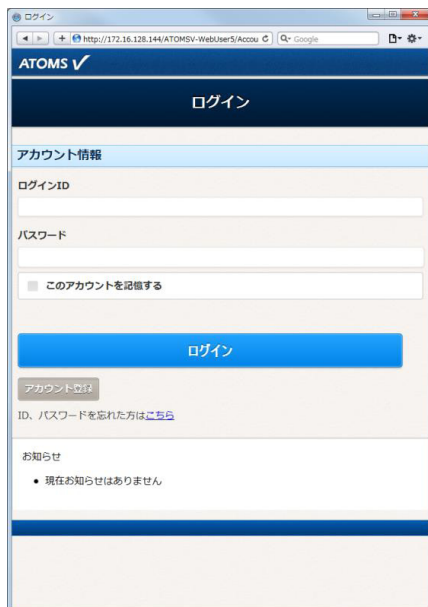 ログイン
http://172.16.128.144/ATOMSV-WebUser5/Accou
Google
ATOMS V
ログイン
アカウント情報
ログインID
パスワード
このアカウントを記憶する
ログイン
アカウント登録
ID、パスワードを忘れた方はこちら
お知らせ
• 現在お知らせはありません